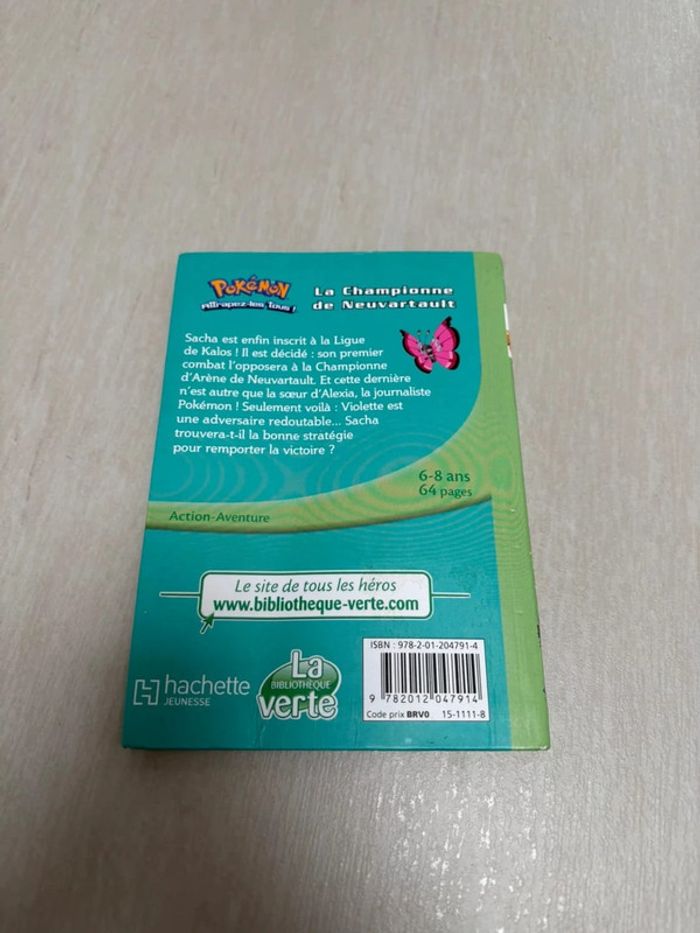 POKéMON
Attrapez-les tous !
La Championne
de Neuvartault
Sacha est enfin inscrit à la Ligue
de Kalos ! Il est décidé : son premier
combat l'opposera à la Championne
d'Arène de Neuvartault. Et cette dernière
n'est autre que la sœur d'Alexia, la journaliste
Pokémon ! Seulement voilà : Violette est
une adversaire redoutable... Sacha
trouvera-t-il la bonne stratégie
pour remporter la victoire ?
6-8 ans
64 pages
Action-Aventure
Le site de tous les héros
www.bibliotheque-verte.com
hachette
JEUNESSE
La
BIBLIOTHÈQUE
verte
ISBN : 978-2-01-204791-4
9 782012 047914
Code prix BRV0 15-1111-8